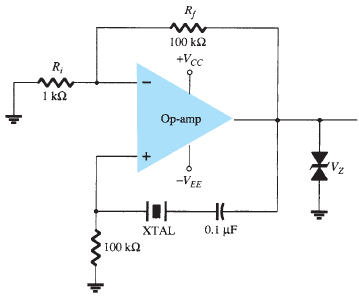 R_f
100 kΩ
+V_CC
R_i
1 kΩ
−
Op-amp
+
−V_EE
V_Z
XTAL
0.1 μF
100 kΩ